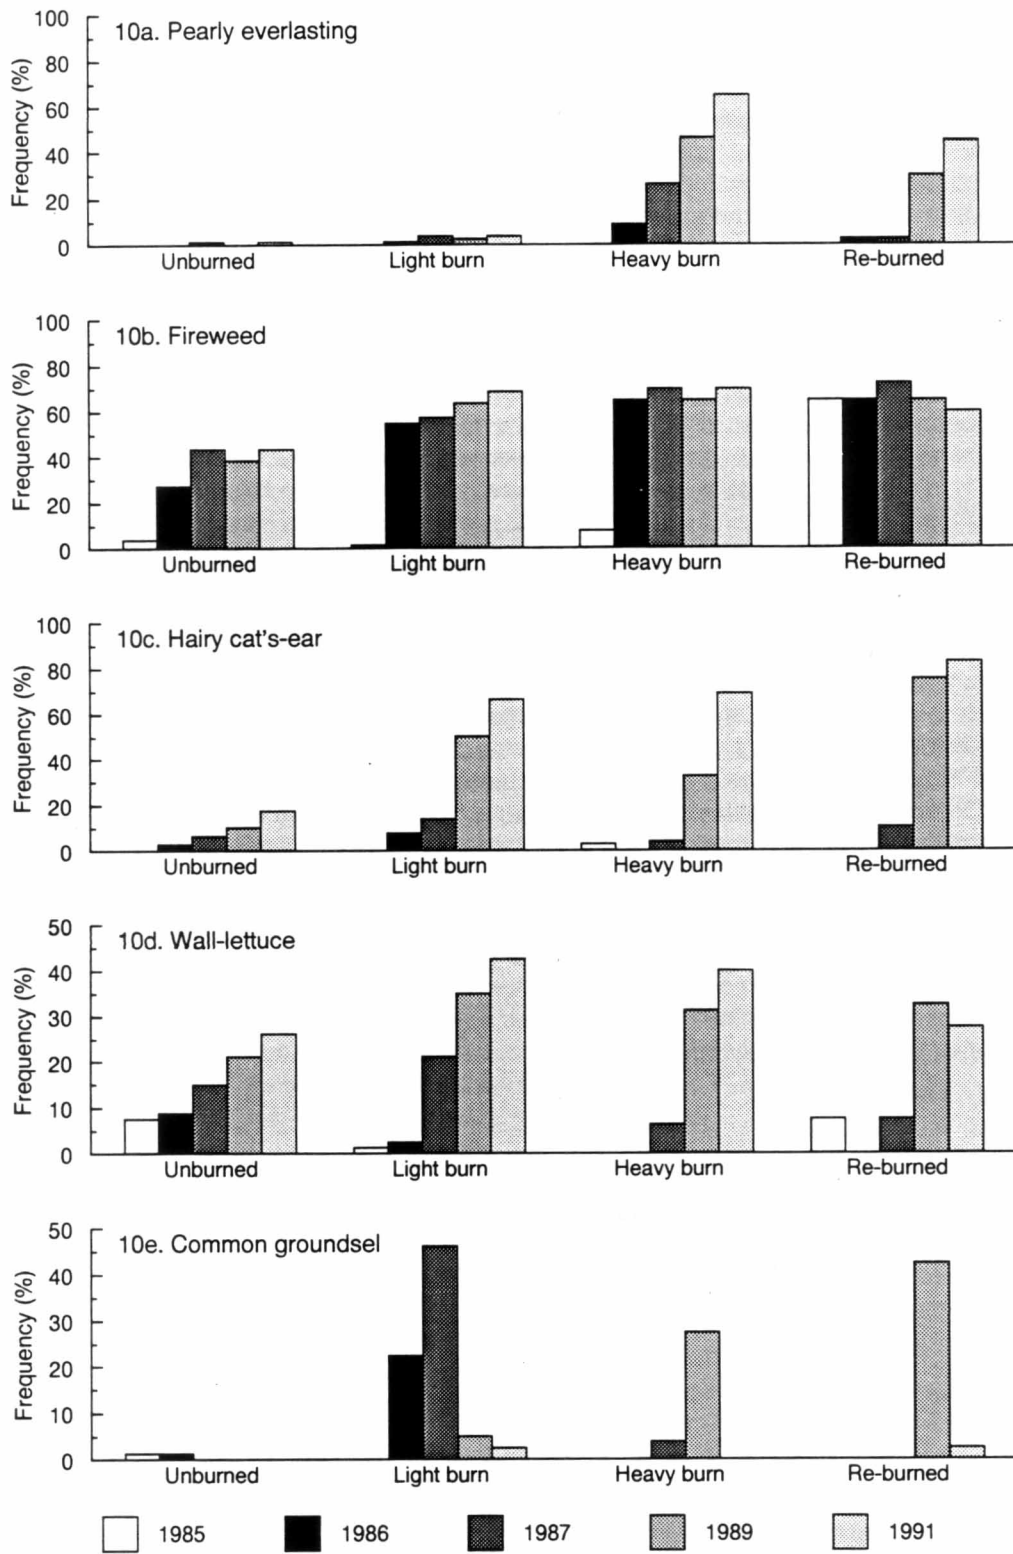 10a. Pearly everlasting
Frequency (%)
100
80
60
40
20
0
Unburned Light burn Heavy burn Re-burned
10b. Fireweed
Frequency (%)
100
80
60
40
20
0
Unburned Light burn Heavy burn Re-burned
10c. Hairy cat's-ear
Frequency (%)
100
80
60
40
20
0
Unburned Light burn Heavy burn Re-burned
10d. Wall-lettuce
Frequency (%)
50
40
30
20
10
0
Unburned Light burn Heavy burn Re-burned
10e. Common groundsel
Frequency (%)
50
40
30
20
10
0
Unburned Light burn Heavy burn Re-burned
1985 1986 1987 1989 1991